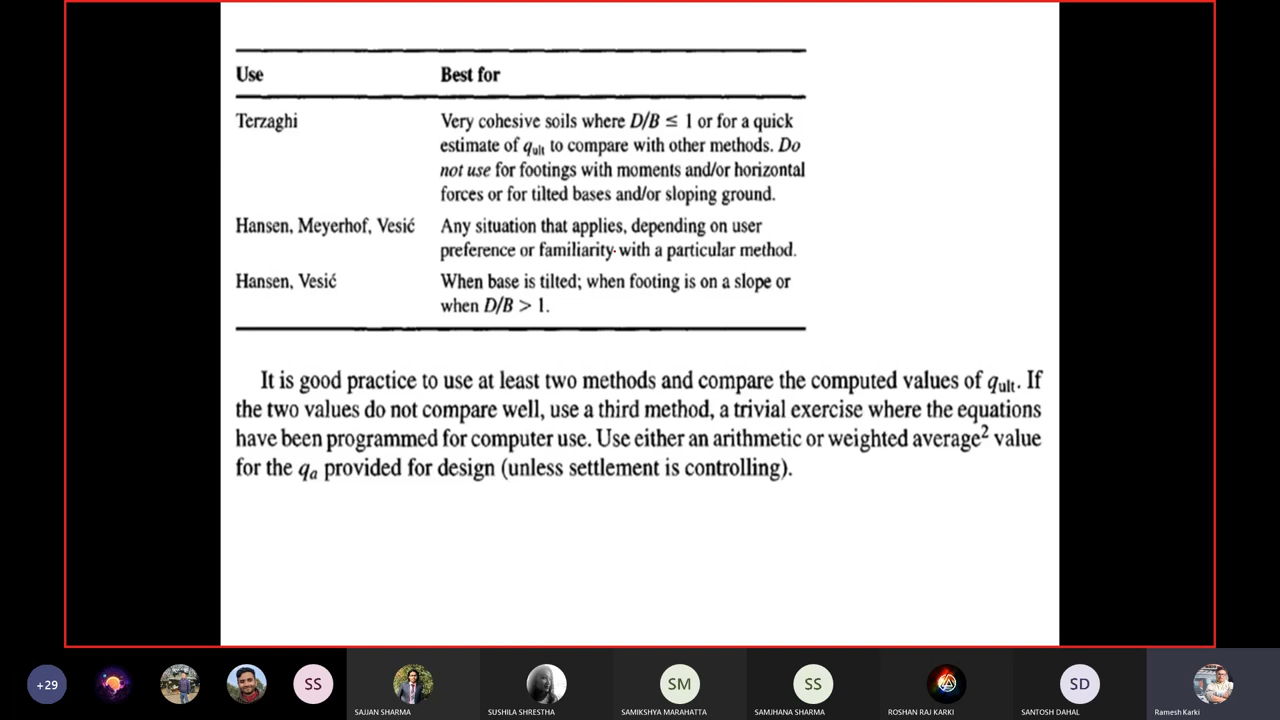 Use Best for
Terzaghi Very cohesive soils where D/B ≤ 1 or for a quick
estimate of qult to compare with other methods. Do
not use for footings with moments and/or horizontal
forces or for tilted bases and/or sloping ground.
Hansen, Meyerhof, Vesić Any situation that applies, depending on user
preference or familiarity with a particular method.
Hansen, Vesić When base is tilted; when footing is on a slope or
when D/B > 1.
It is good practice to use at least two methods and compare the computed values of qult. If
the two values do not compare well, use a third method, a trivial exercise where the equations
have been programmed for computer use. Use either an arithmetic or weighted average² value
for the qa provided for design (unless settlement is controlling).
+29 SS SM SS SD
SAJJAN SHARMA SUSHILA SHRESTHA SAMIKSHYA MARAHATTA SAMJHANA SHARMA ROSHAN RAJ KARKI SANTOSH DAHAL Ramesh Karki